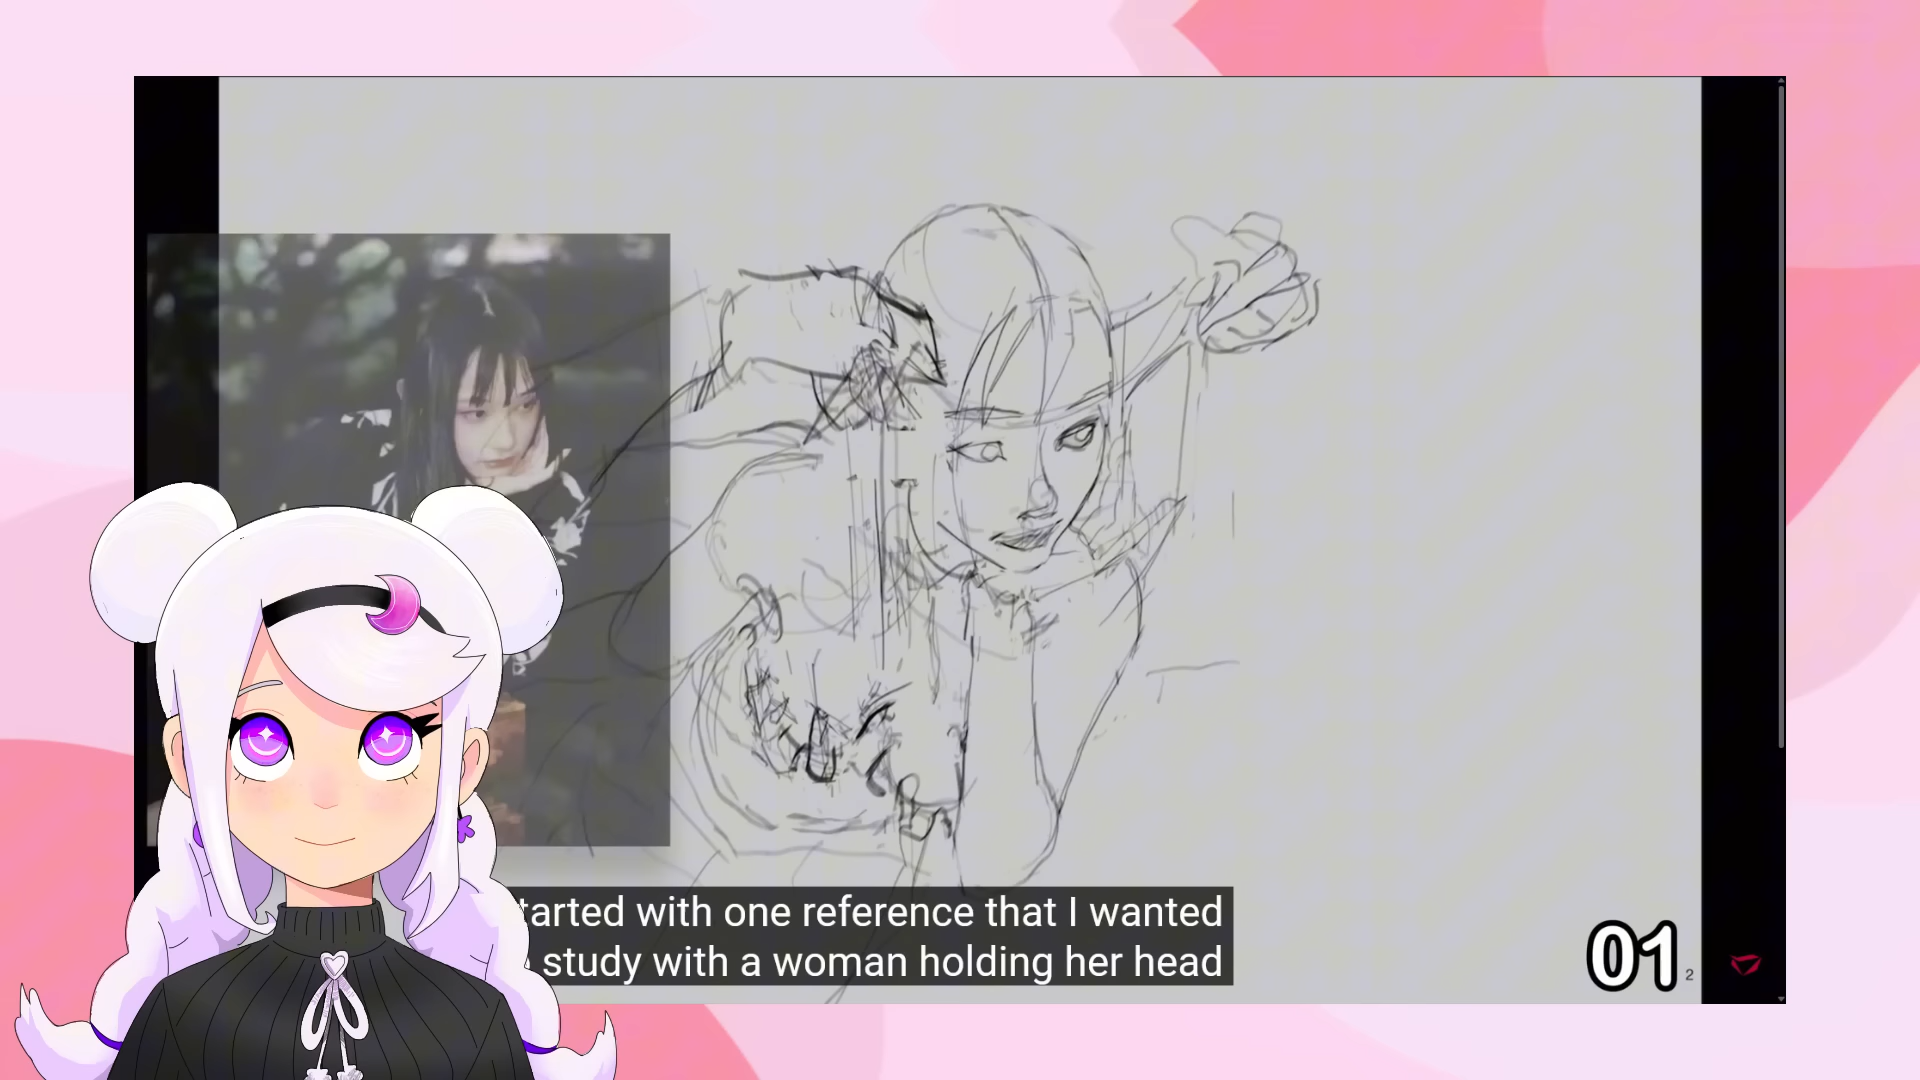 tarted with one reference that I wanted
study with a woman holding her head
01
2